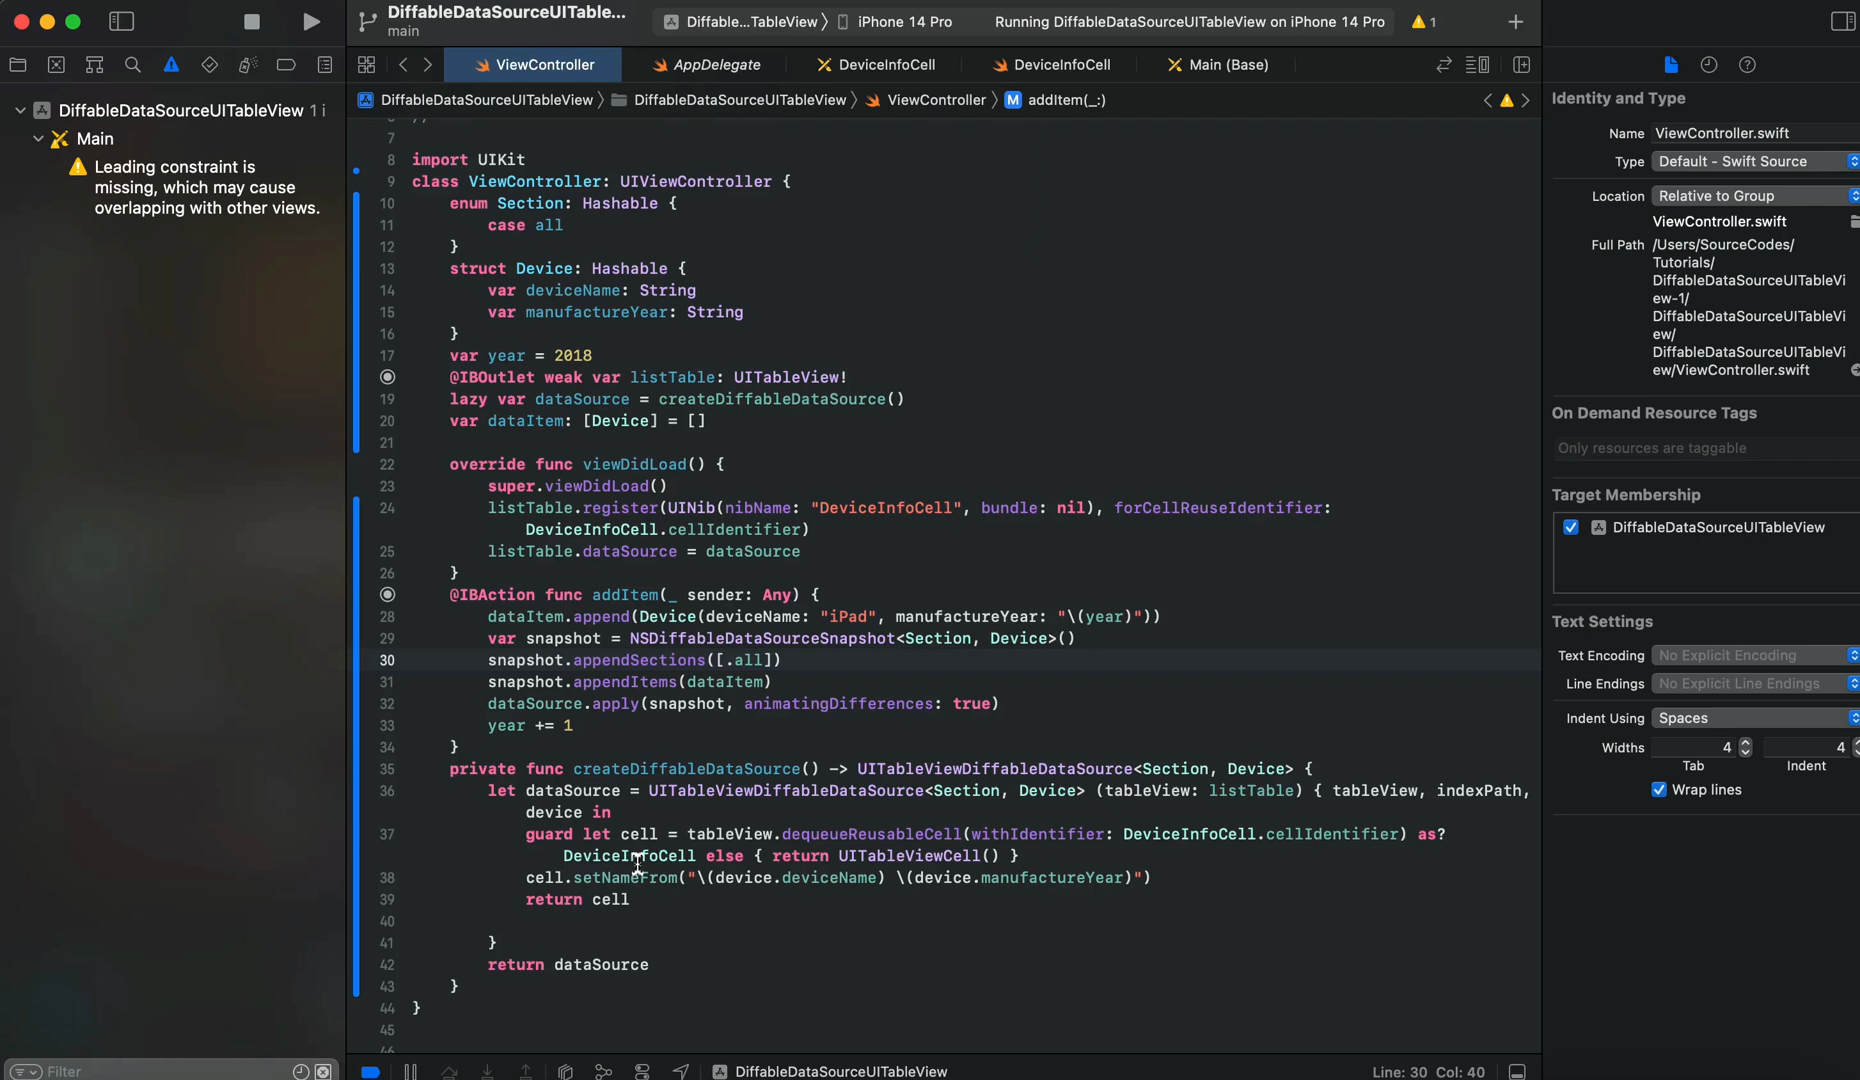 DiffableDataSourceUITable...
main
Diffable...TableView
iPhone 14 Pro
Running DiffableDataSourceUITableView on iPhone 14 Pro
1
ViewController
AppDelegate
DeviceInfoCell
DeviceInfoCell
Main (Base)
DiffableDataSourceUITableView 1 i
Main
Leading constraint is
missing, which may cause
overlapping with other views.
Filter
DiffableDataSourceUITableView
DiffableDataSourceUITableView
ViewController
M addItem(_:)
7
8 import UIKit
9 class ViewController: UIViewController {
10 enum Section: Hashable {
11 case all
12 }
13 struct Device: Hashable {
14 var deviceName: String
15 var manufactureYear: String
16 }
17 var year = 2018
@IBOutlet weak var listTable: UITableView!
19 lazy var dataSource = createDiffableDataSource()
20 var dataItem: [Device] = []
21
22 override func viewDidLoad() {
23 super.viewDidLoad()
24 listTable.register(UINib(nibName: "DeviceInfoCell", bundle: nil), forCellReuseIdentifier:
DeviceInfoCell.cellIdentifier)
25 listTable.dataSource = dataSource
26 }
@IBAction func addItem(_ sender: Any) {
28 dataItem.append(Device(deviceName: "iPad", manufactureYear: "\(year)"))
29 var snapshot = NSDiffableDataSourceSnapshot<Section, Device>()
30 snapshot.appendSections([.all])
31 snapshot.appendItems(dataItem)
32 dataSource.apply(snapshot, animatingDifferences: true)
33 year += 1
34 }
35 private func createDiffableDataSource() -> UITableViewDiffableDataSource<Section, Device> {
36 let dataSource = UITableViewDiffableDataSource<Section, Device> (tableView: listTable) { tableView, indexPath,
device in
37 guard let cell = tableView.dequeueReusableCell(withIdentifier: DeviceInfoCell.cellIdentifier) as?
DeviceInfoCell else { return UITableViewCell() }
38 cell.setNameFrom("\(device.deviceName) \(device.manufactureYear)")
39 return cell
40
41 }
42 return dataSource
43 }
44 }
45
46
DiffableDataSourceUITableView
Line: 30 Col: 40
Identity and Type
Name ViewController.swift
Type Default - Swift Source
Location Relative to Group
ViewController.swift
Full Path /Users/SourceCodes/
Tutorials/
DiffableDataSourceUITableVi
ew-1/
DiffableDataSourceUITableVi
ew/
DiffableDataSourceUITableVi
ew/ViewController.swift
On Demand Resource Tags
Only resources are taggable
Target Membership
DiffableDataSourceUITableView
Text Settings
Text Encoding No Explicit Encoding
Line Endings No Explicit Line Endings
Indent Using Spaces
Widths 4 4
Tab Indent
Wrap lines